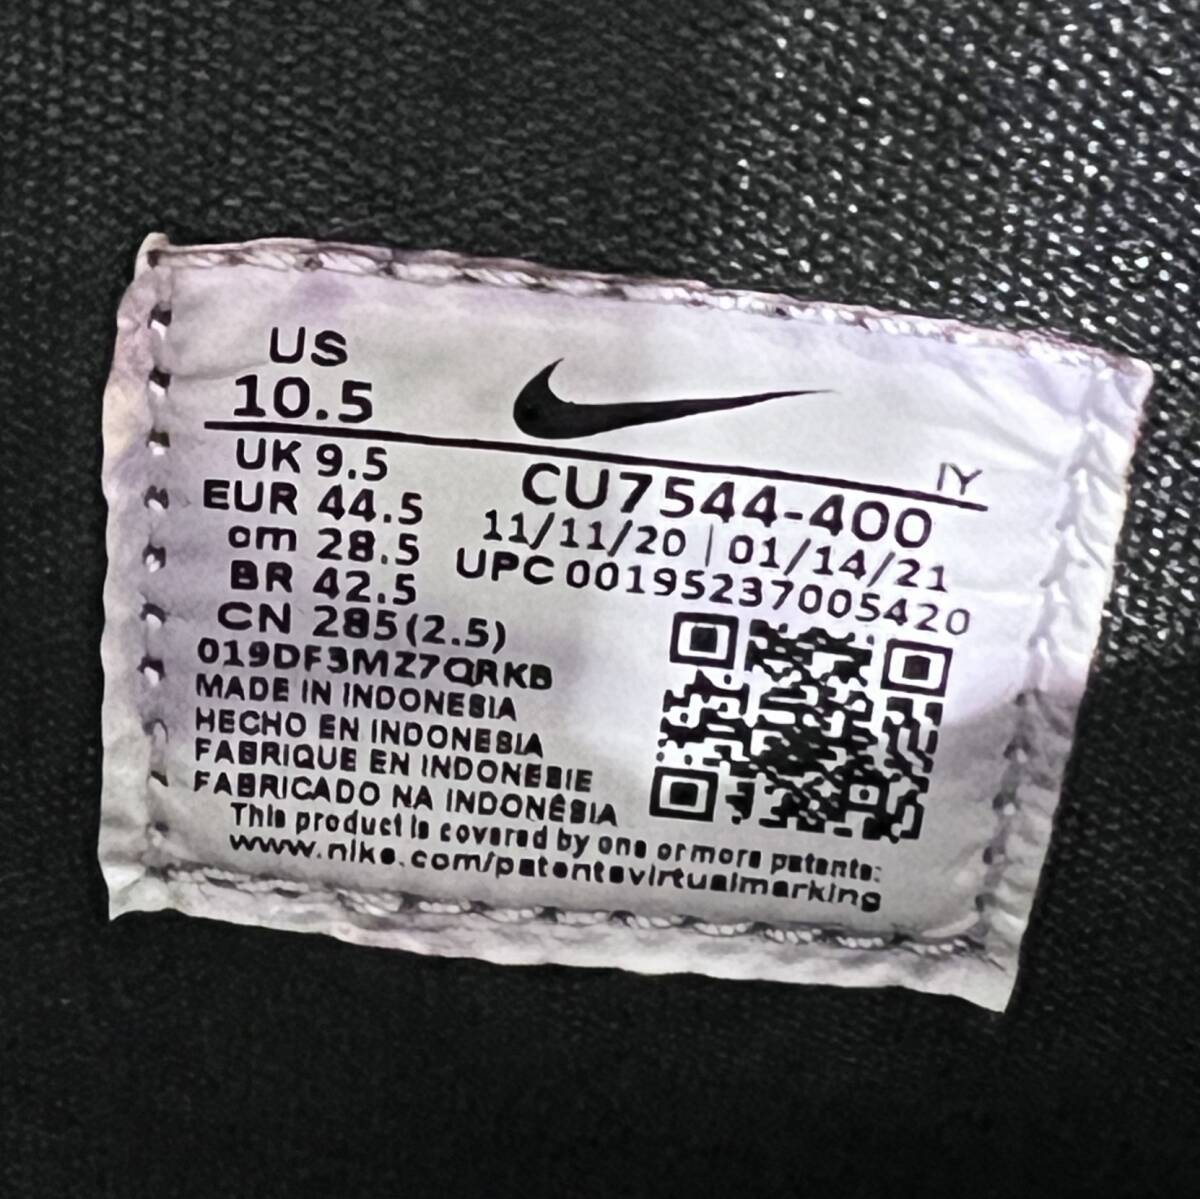 US
10.5
IY
UK 9.5
EUR 44.5
cm 28.5
BR 42.5
CN 285(2.5)
CU7544-400
11/11/20 | 01/14/21
UPC 00195237005420
019DF3MZ7QRKB
MADE IN INDONESIA
HECHO EN INDONESIA
FABRIQUE EN INDONESIE
FABRICADO NA INDONÉSIA
This product is covered by one or more patents:
www.nike.com/patentsvirtualmarking